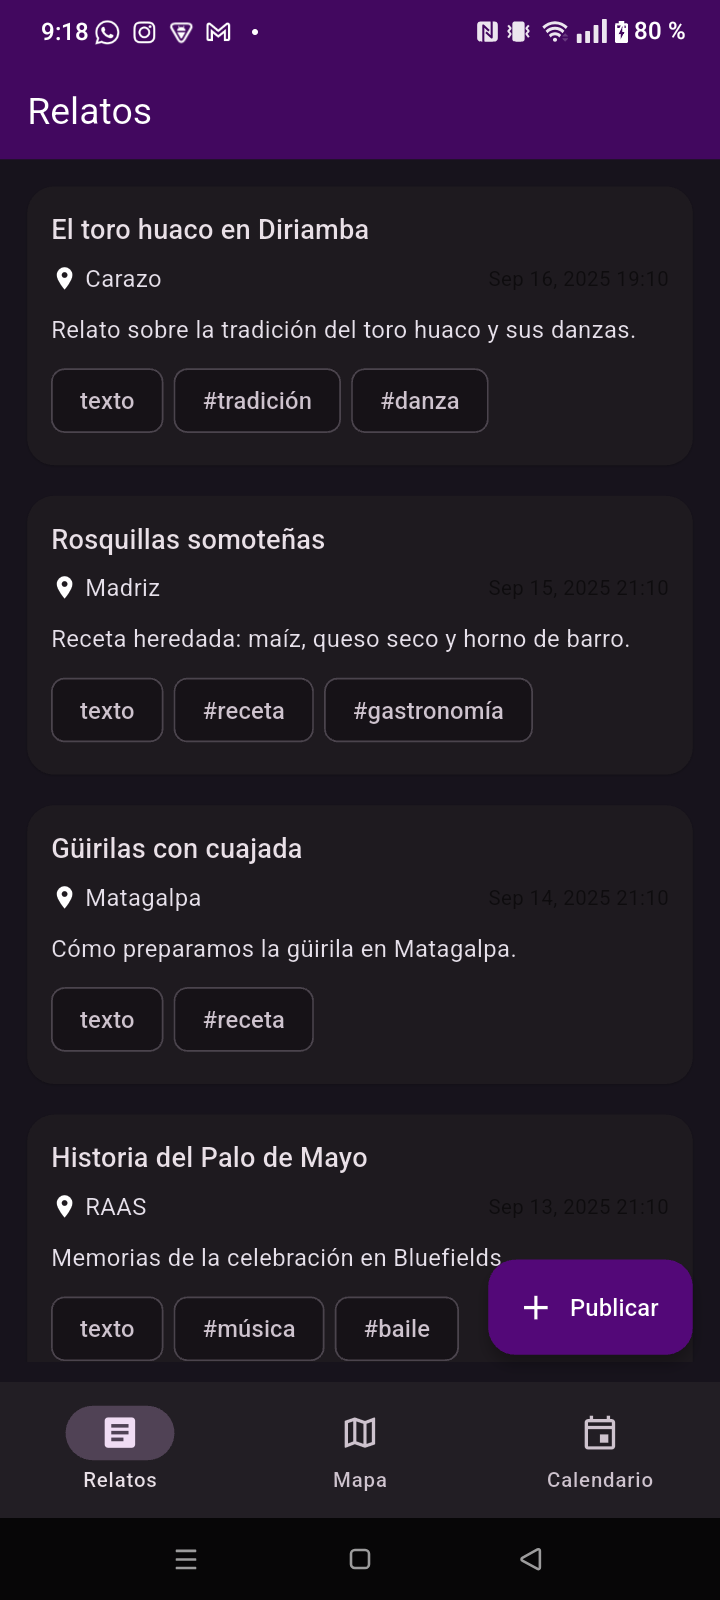 9:18 80 %
Relatos
El toro huaco en Diriamba
Carazo Sep 16, 2025 19:10
Relato sobre la tradición del toro huaco y sus danzas.
texto #tradición #danza
Rosquillas somoteñas
Madriz Sep 15, 2025 21:10
Receta heredada: maíz, queso seco y horno de barro.
texto #receta #gastronomía
Güirilas con cuajada
Matagalpa Sep 14, 2025 21:10
Cómo preparamos la güirila en Matagalpa.
texto #receta
Historia del Palo de Mayo
RAAS Sep 13, 2025 21:10
Memorias de la celebración en Bluefields
texto #música #baile
Publicar
Relatos Mapa Calendario